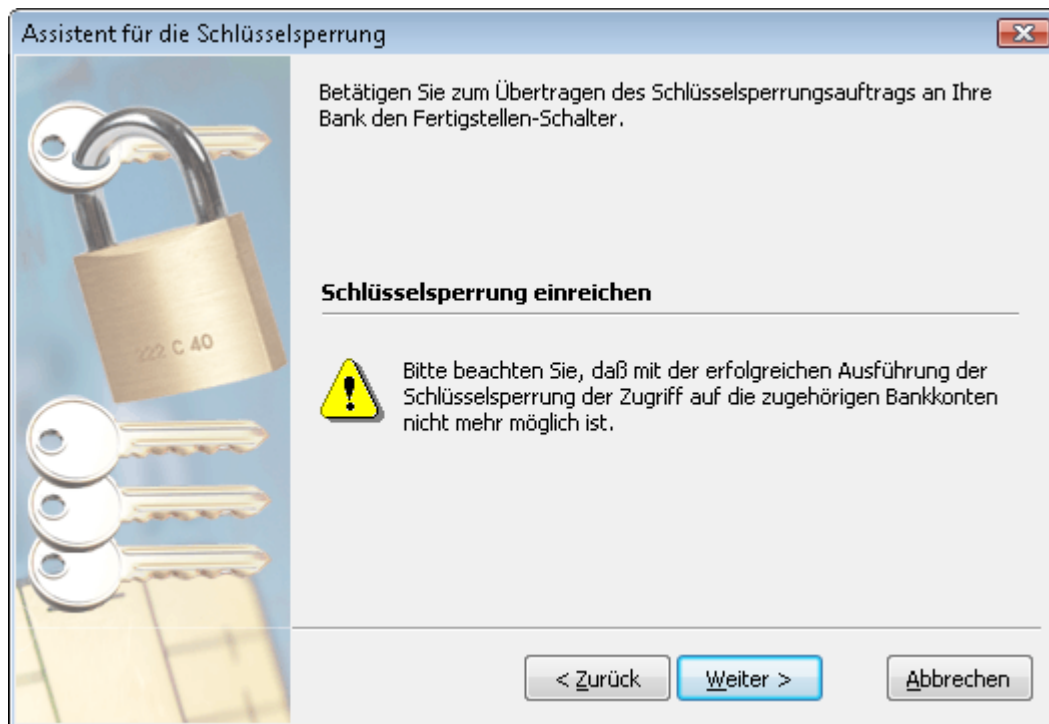 Assistent für die Schlüsselsperrung
Betätigen Sie zum Übertragen des Schlüsselsperrungsauftrags an Ihre
Bank den Fertigstellen-Schalter.
222 C 40
Schlüsselsperrung einreichen
Bitte beachten Sie, daß mit der erfolgreichen Ausführung der
Schlüsselsperrung der Zugriff auf die zugehörigen Bankkonten
nicht mehr möglich ist.
< Zurück
Weiter >
Abbrechen